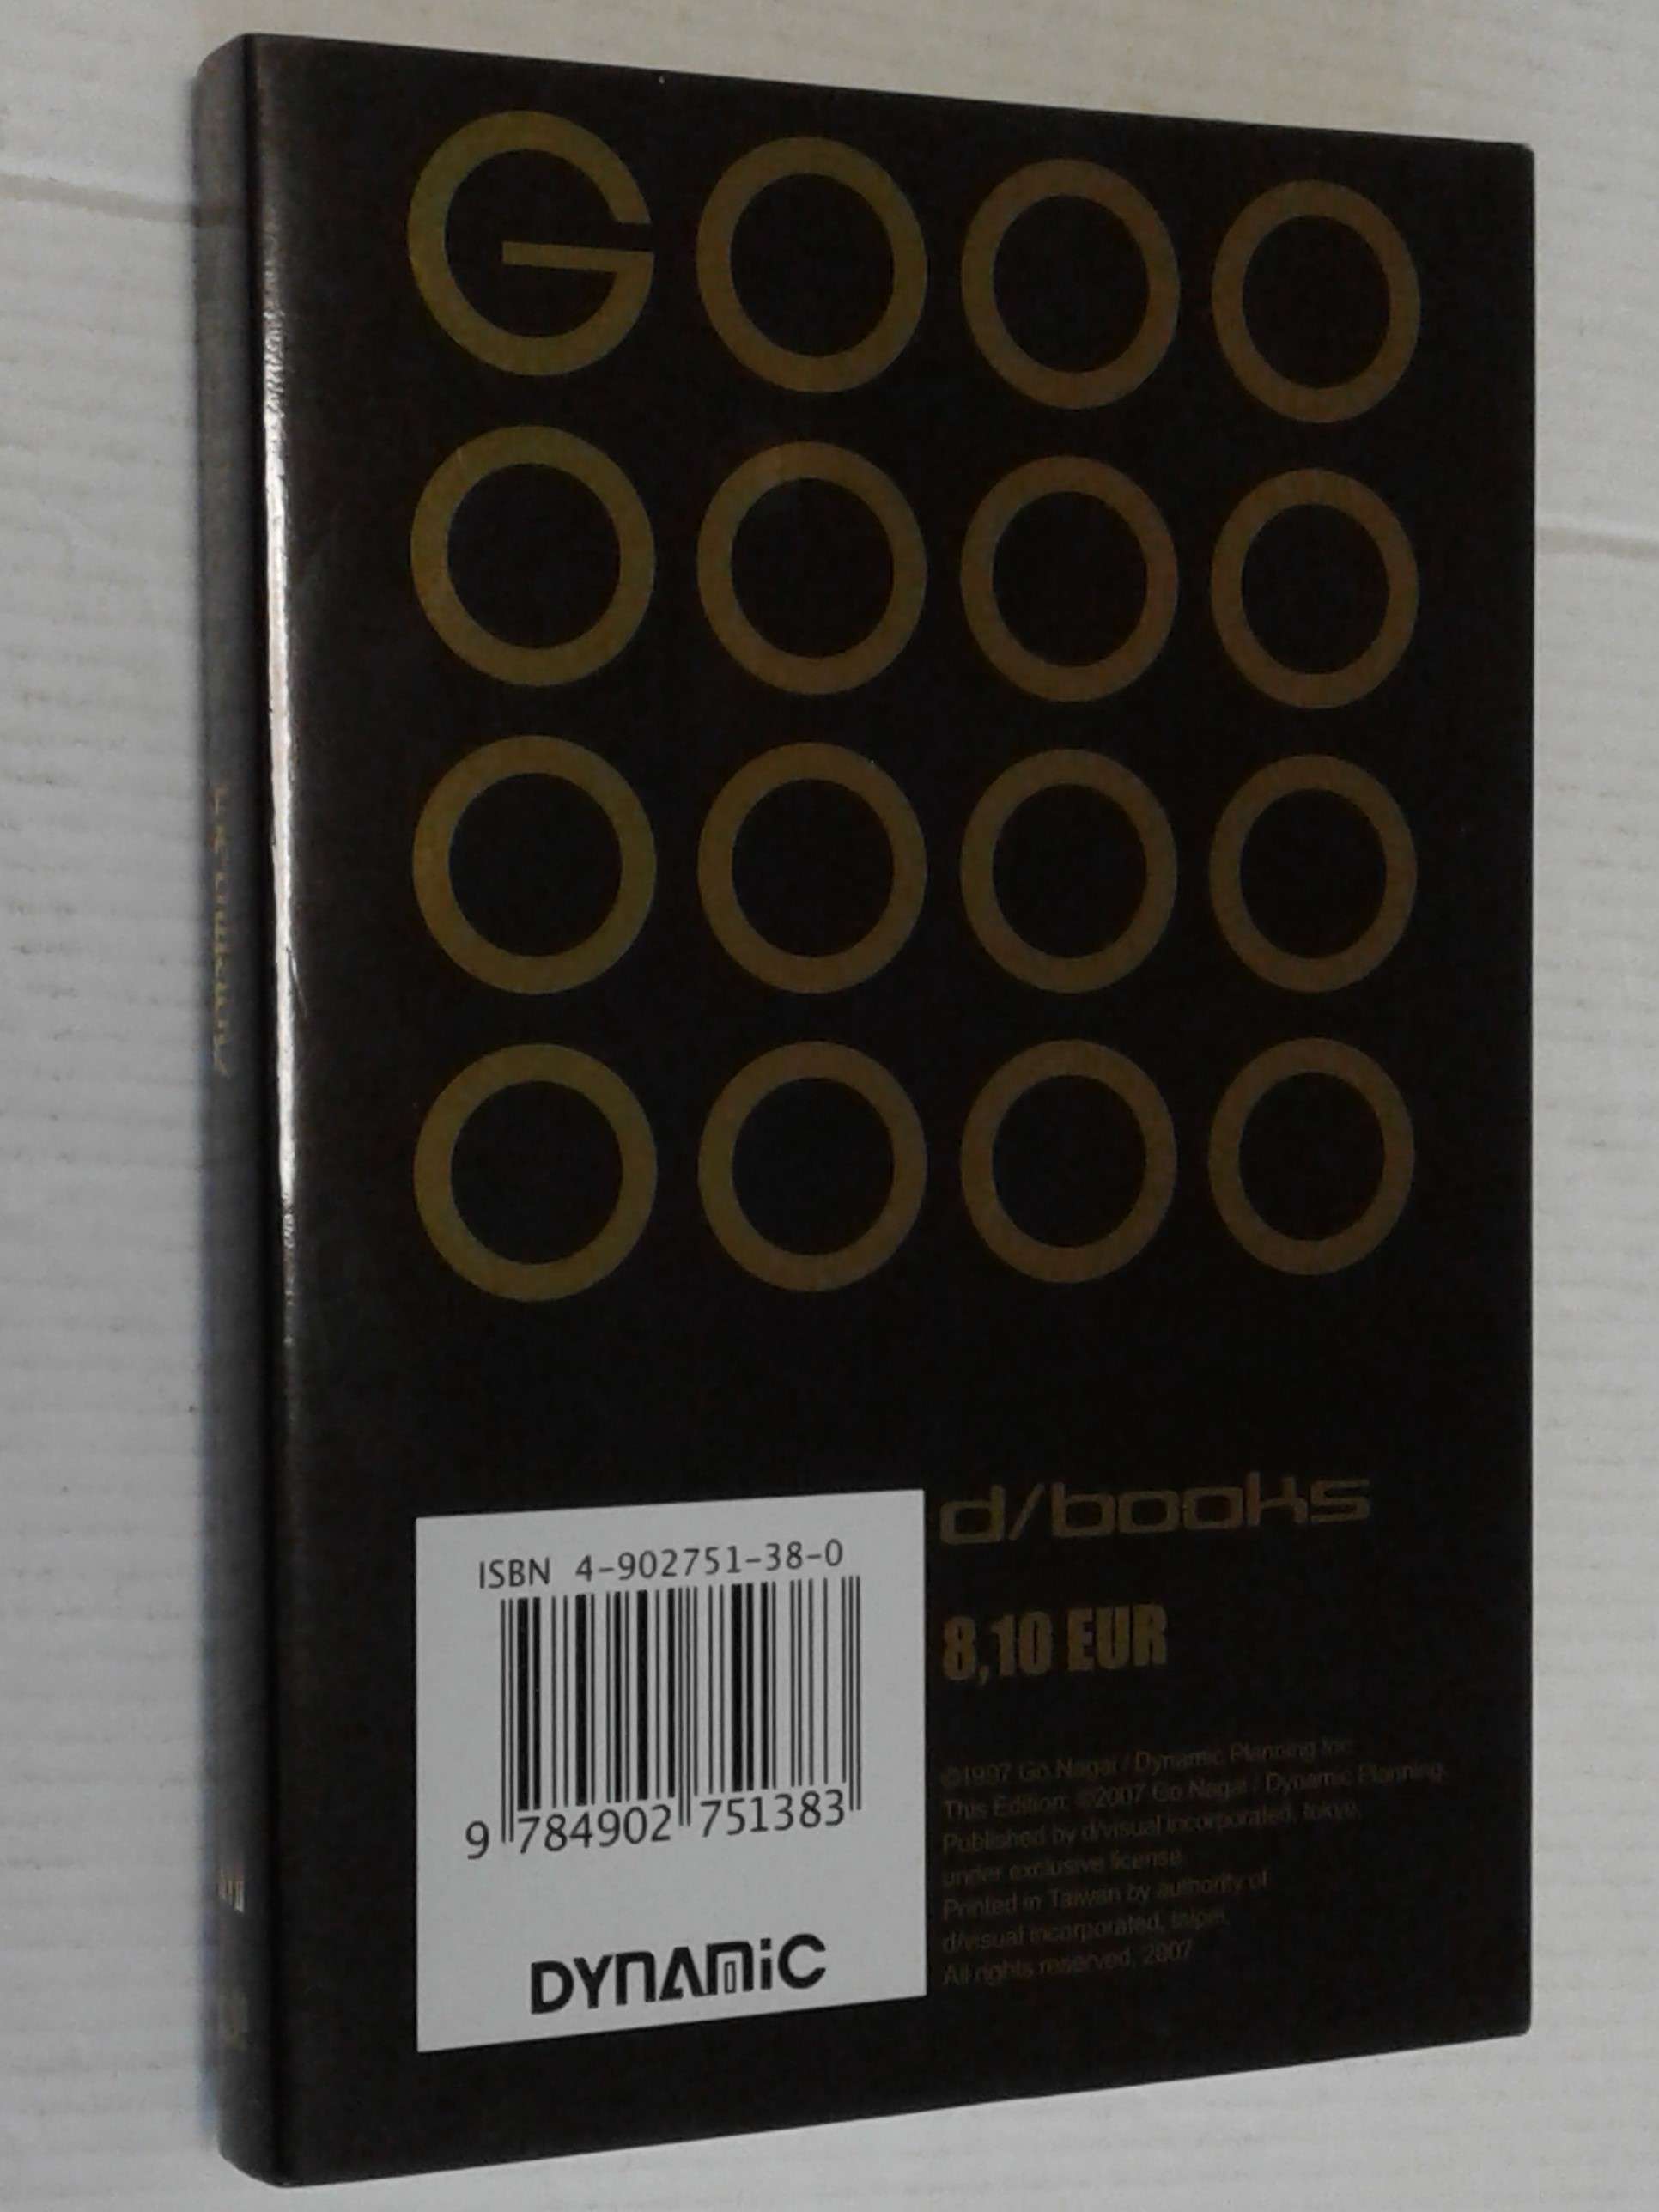 GOOO
OOOO
OOOO
OOOO
d/books
ISBN 4-902751-38-0
8,10 EUR
9 784902 751383
DYNAMiC
©1997 Go Nagai / Dynamic Planning Inc.
This Edition: ©2007 Go Nagai / Dynamic Planning.
Published by d/visual incorporated, tokyo,
under exclusive license.
Printed in Taiwan by authority of
d/visual incorporated, taipei.
All rights reserved, 2007